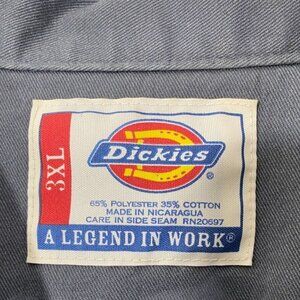 3XL
Dickies®
65% POLYESTER 35% COTTON
MADE IN NICARAGUA
CARE IN SIDE SEAM RN20697
A LEGEND IN WORK®